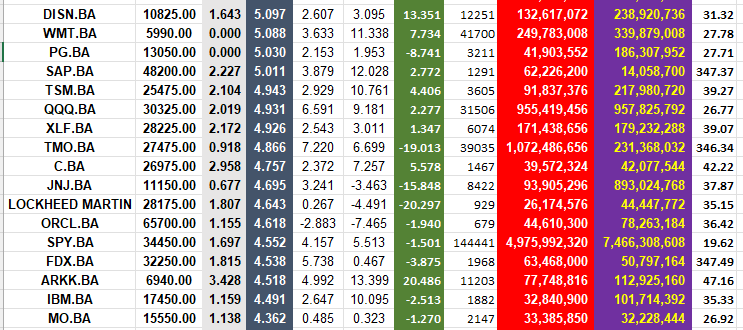 DISN.BA 10825.00 1.643 5.097 2.607 3.095 13.351 12251 132,617,072 238,920,736 31.32
WMT.BA 5990.00 0.000 5.088 3.633 11.338 7.734 41700 249,783,008 339,879,008 27.78
PG.BA 13050.00 0.000 5.030 2.153 1.953 -8.741 3211 41,903,552 186,307,952 27.71
SAP.BA 48200.00 2.227 5.011 3.879 12.028 2.772 1291 62,226,200 14,058,700 347.37
TSM.BA 25475.00 2.104 4.943 2.929 10.761 4.406 3605 91,837,376 217,980,720 39.27
QQQ.BA 30325.00 2.019 4.931 6.591 9.181 2.277 31506 955,419,456 957,825,792 26.77
XLF.BA 28225.00 2.172 4.926 2.543 3.011 1.347 6074 171,438,656 179,232,288 39.07
TMO.BA 27475.00 0.918 4.866 7.220 6.699 -19.013 39035 1,072,486,656 231,368,032 346.34
C.BA 26975.00 2.958 4.757 2.372 7.257 5.578 1467 39,572,324 42,077,544 42.22
JNJ.BA 11150.00 0.677 4.695 3.241 -3.463 -15.848 8422 93,905,296 893,024,768 37.87
LOCKHEED MARTIN 28175.00 1.807 4.643 0.267 -4.491 -20.297 929 26,174,576 44,447,772 35.15
ORCL.BA 65700.00 1.155 4.618 -2.883 -7.465 -1.940 679 44,610,300 78,263,184 36.42
SPY.BA 34450.00 1.697 4.552 4.157 5.513 -1.501 144441 4,975,992,320 7,466,308,608 19.62
FDX.BA 32250.00 1.815 4.538 5.738 0.467 -3.875 1968 63,468,000 50,797,164 347.49
ARKK.BA 6940.00 3.428 4.518 4.992 13.399 20.486 11203 77,748,816 112,925,160 47.16
IBM.BA 17450.00 1.159 4.491 2.647 10.095 -2.513 1882 32,840,900 101,714,392 35.33
MO.BA 15550.00 1.138 4.362 0.485 0.323 -1.270 2147 33,385,850 32,228,444 26.92